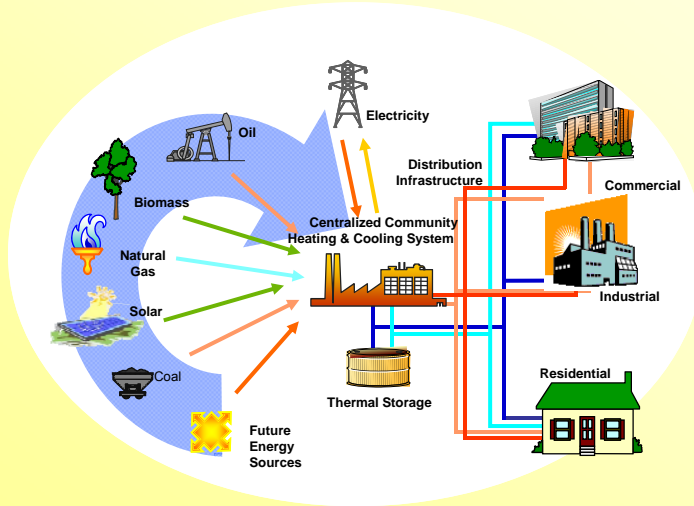 Electricity
Oil
Distribution
Infrastructure
Commercial
Biomass
Centralized Community
Heating & Cooling System
Natural
Gas
Industrial
Solar
Coal
Residential
Thermal Storage
Future
Energy
Sources